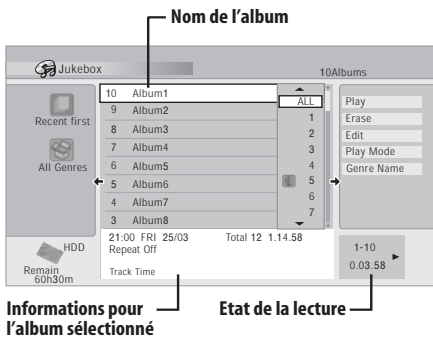 Nom de l'album
Jukebox
10Albums
Recent first
All Genres
10 Album1
9 Album2
8 Album3
7 Album4
6 Album5
5 Album6
4 Album7
3 Album8
ALL
1
2
3
4
5
6
7
Play
Erase
Edit
Play Mode
Genre Name
HDD
Remain
60h30m
21:00 FRI 25/03 Total 12 1.14.58
Repeat Off
Track Time
1-10
0.03.58
Informations pour
l'album sélectionné
Etat de la lecture